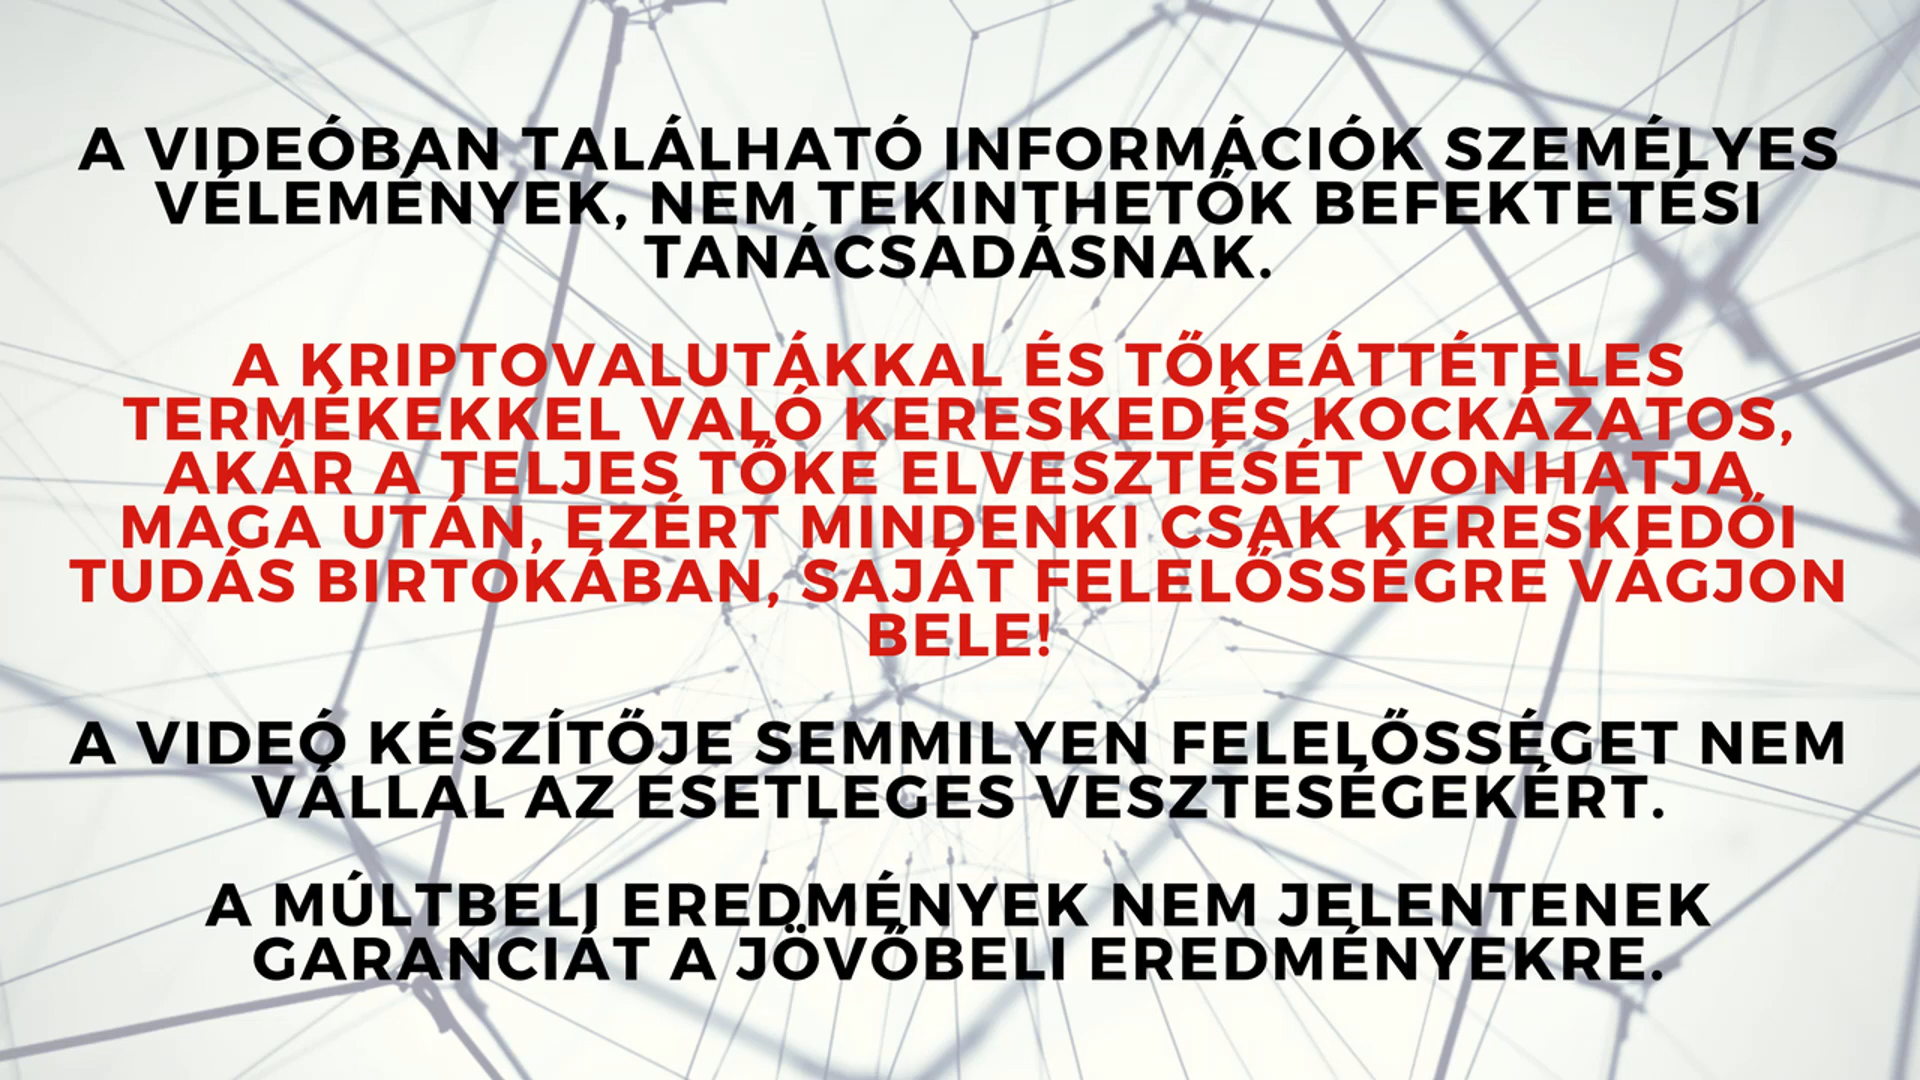 A VIDEÓBAN TALÁLHATÓ INFORMÁCIÓK SZEMÉLYES
VÉLEMÉNYEK, NEM TEKINTHETŐK BEFEKTETÉSI
TANÁCSADÁSNAK.
A KRIPTOVALUTÁKKAL ÉS TŐKEÁTTÉTELES
TERMÉKEKKEL VALÓ KERESKEDÉS KOCKÁZATOS,
AKÁR A TELJES TŐKE ELVESZTÉSÉT VONHATJA
MAGA UTÁN, EZÉRT MINDENKI CSAK KERESKEDŐI
TUDÁS BIRTOKÁBAN, SAJÁT FELELŐSSÉGRE VÁGJON
BELE!
A VIDEÓ KÉSZÍTŐJE SEMMILYEN FELELŐSSÉGET NEM
VÁLLAL AZ ESETLEGES VESZTESÉGEKÉRT.
A MÚLTBELI EREDMÉNYEK NEM JELENTENEK
GARANCIÁT A JÖVŐBELI EREDMÉNYEKRE.